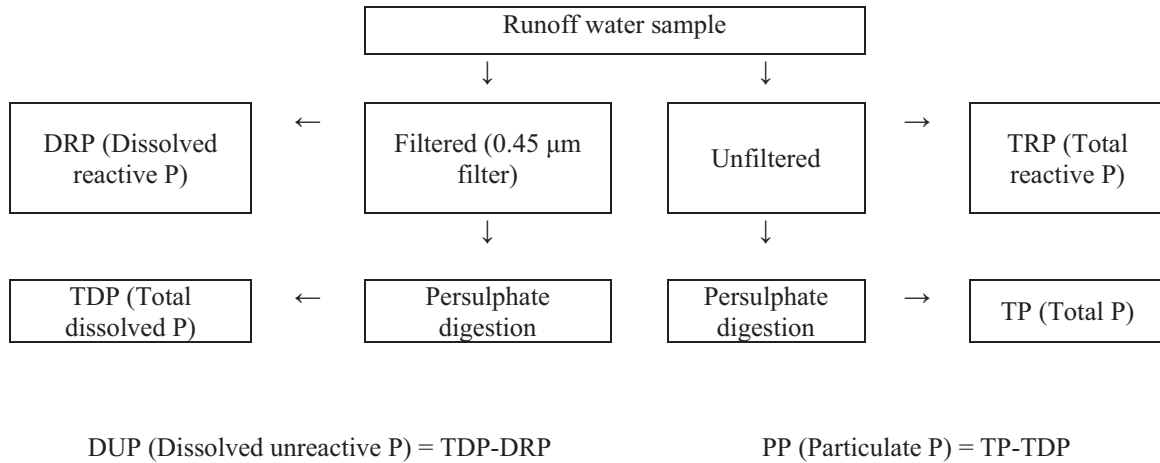 Runoff water sample
↓ ↓
DRP (Dissolved
reactive P)
←
Filtered (0.45 μm
filter)
Unfiltered
→
TRP (Total
reactive P)
↓ ↓
TDP (Total
dissolved P)
←
Persulphate
digestion
Persulphate
digestion
→
TP (Total P)
DUP (Dissolved unreactive P) = TDP-DRP
PP (Particulate P) = TP-TDP